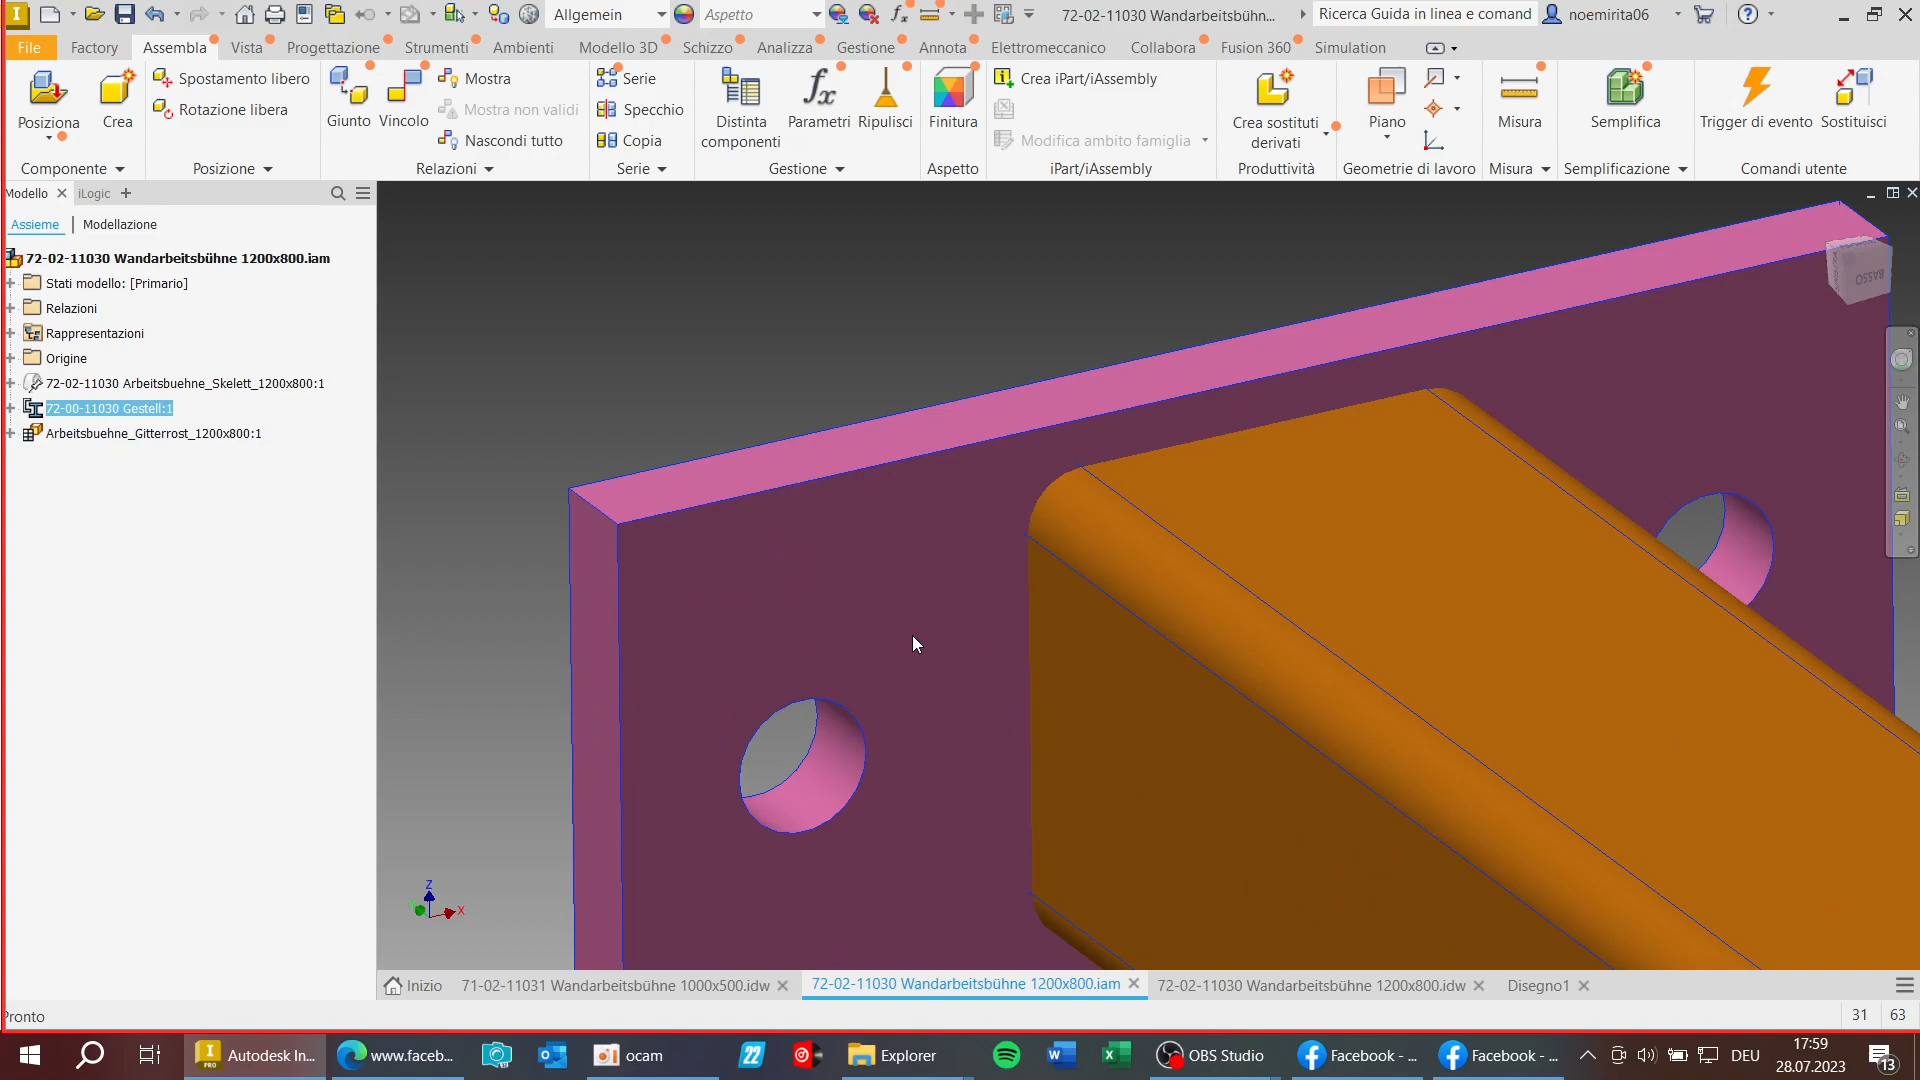 Allgemein
Aspetto
72-02-11030 Wandarbeitsbühn...
Ricerca Guida in linea e comand
noemirita06
File
Factory
Assembla
Vista
Progettazione
Strumenti
Ambienti
Modello 3D
Schizzo
Analizza
Gestione
Annota
Elettromeccanico
Collabora
Fusion 360
Simulation
Posiziona
Crea
Spostamento libero
Rotazione libera
Giunto
Vincolo
Mostra
Mostra non validi
Nascondi tutto
Serie
Specchio
Copia
Distinta
componenti
Parametri
Ripulisci
Finitura
Crea iPart/iAssembly
Modifica ambito famiglia
Crea sostituti
derivati
Piano
Misura
Semplifica
Trigger di evento
Sostituisci
Componente
Posizione
Relazioni
Serie
Gestione
Aspetto
iPart/iAssembly
Produttività
Geometrie di lavoro
Misura
Semplificazione
Comandi utente
Modello
iLogic
Assieme
Modellazione
72-02-11030 Wandarbeitsbühne 1200x800.iam
Stati modello: [Primario]
Relazioni
Rappresentazioni
Origine
72-02-11030 Arbeitsbuehne_Skelett_1200x800:1
72-00-11030 Gestell:1
Arbeitsbuehne_Gitterrost_1200x800:1
BASSO
Z
X
Inizio
71-02-11031 Wandarbeitsbühne 1000x500.idw
72-02-11030 Wandarbeitsbühne 1200x800.iam
72-02-11030 Wandarbeitsbühne 1200x800.idw
Disegno1
Pronto
31
63
Autodesk In...
www.faceb...
ocam
22
Explorer
OBS Studio
Facebook - ...
Facebook - ...
DEU
17:59
28.07.2023
13